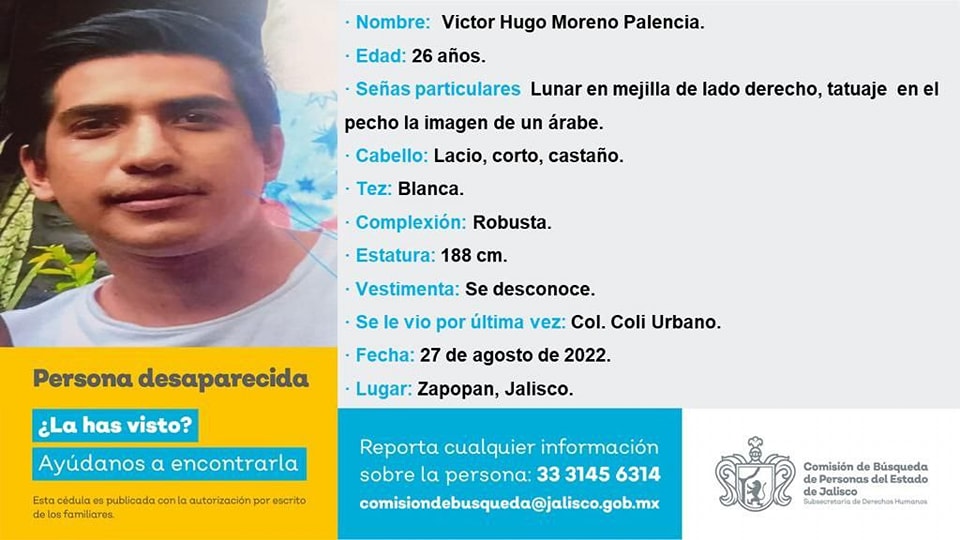 · Nombre: Victor Hugo Moreno Palencia.
· Edad: 26 años.
· Señas particulares Lunar en mejilla de lado derecho, tatuaje en el
pecho la imagen de un árabe.
· Cabello: Lacio, corto, castaño.
· Tez: Blanca.
· Complexión: Robusta.
· Estatura: 188 cm.
· Vestimenta: Se desconoce.
· Se le vio por última vez: Col. Coli Urbano.
· Fecha: 27 de agosto de 2022.
· Lugar: Zapopan, Jalisco.
Persona desaparecida
¿La has visto?
Ayúdanos a encontrarla
Esta cédula es publicada con la autorización por escrito
de los familiares.
Reporta cualquier información
sobre la persona: 33 3145 6314
comisiondebusqueda@jalisco.gob.mx
Comisión de Búsqueda
de Personas del Estado
de Jalisco
Subsecretaría de Derechos Humanos